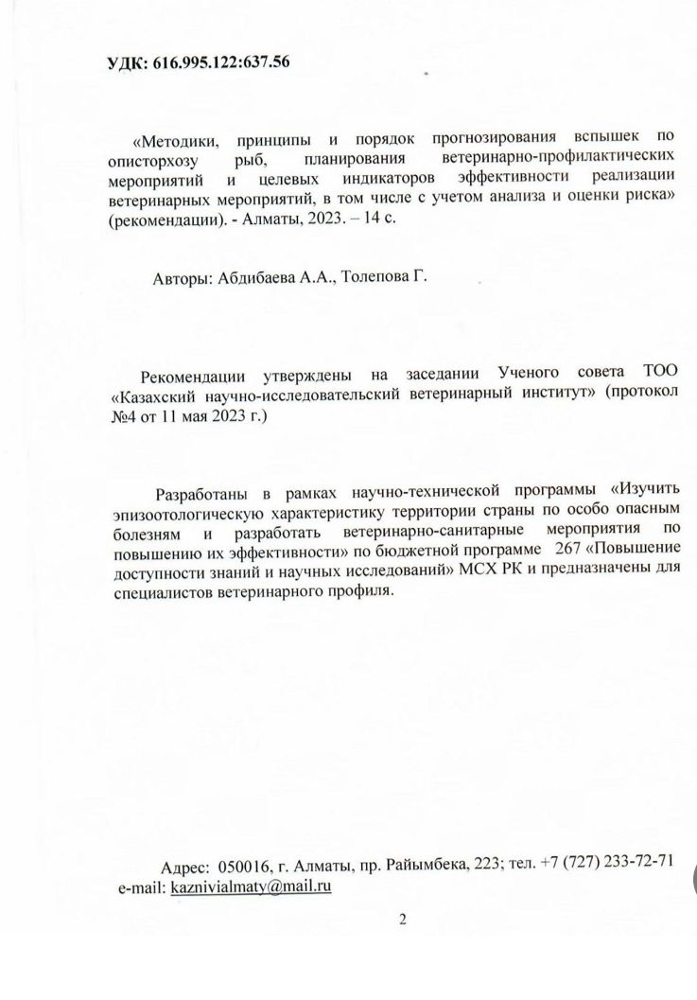 УДК: 616.995.122:637.56
«Методики, принципы и порядок прогнозирования вспышек по
описторхозу рыб, планирования ветеринарно-профилактических
мероприятий и целевых индикаторов эффективности реализации
ветеринарных мероприятий, в том числе с учетом анализа и оценки риска»
(рекомендации). - Алматы, 2023. – 14 с.
Авторы: Абдибаева А.А., Толепова Г.
Рекомендации утверждены на заседании Ученого совета ТОО
«Казахский научно-исследовательский ветеринарный институт» (протокол
№4 от 11 мая 2023 г.)
Разработаны в рамках научно-технической программы «Изучить
эпизоотологическую характеристику территории страны по особо опасным
болезням и разработать ветеринарно-санитарные мероприятия по
повышению их эффективности» по бюджетной программе 267 «Повышение
доступности знаний и научных исследований» МСХ РК и предназначены для
специалистов ветеринарного профиля.
Адрес: 050016, г. Алматы, пр. Райымбека, 223; тел. +7 (727) 233-72-71
e-mail: kaznivialmaty@mail.ru
2